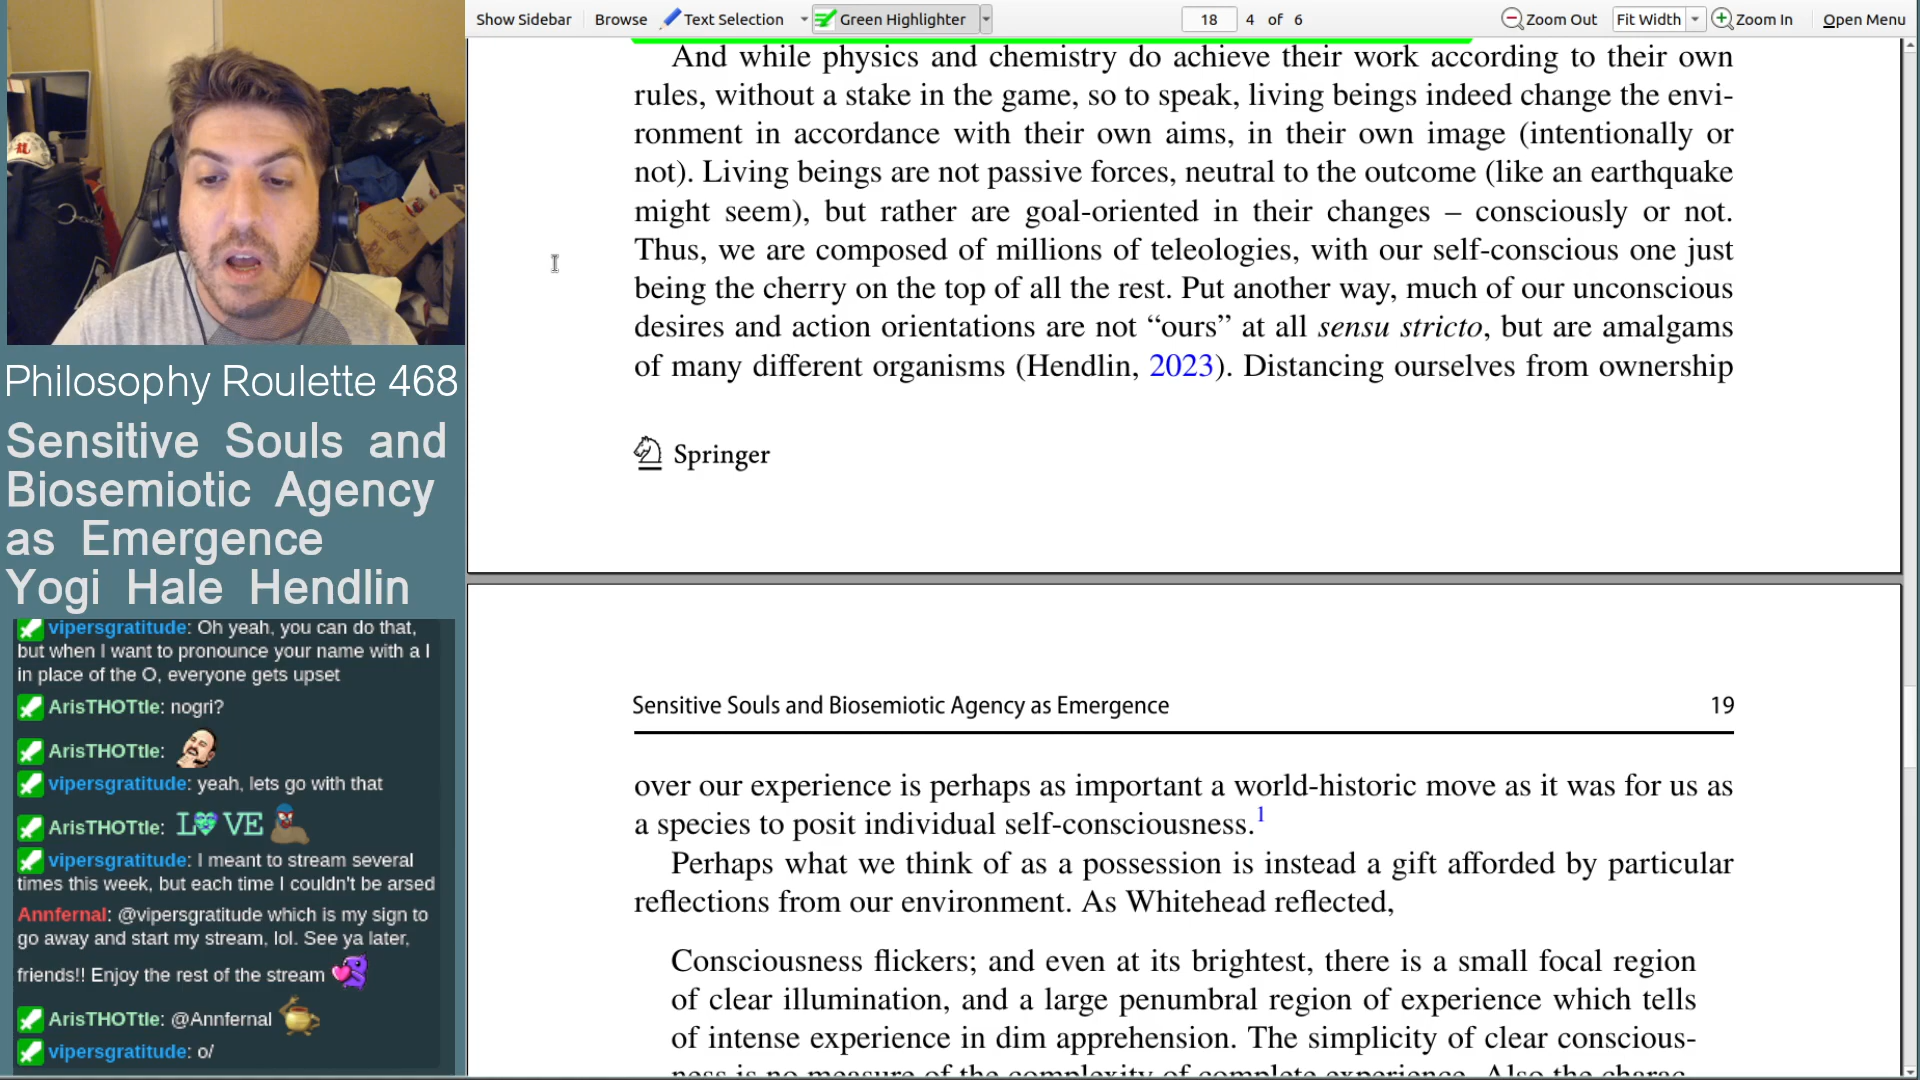 Show Sidebar Browse Text Selection Green Highlighter 18 4 of 6 Zoom Out Fit Width Zoom In Open Menu
And while physics and chemistry do achieve their work according to their own
rules, without a stake in the game, so to speak, living beings indeed change the envi-
ronment in accordance with their own aims, in their own image (intentionally or
not). Living beings are not passive forces, neutral to the outcome (like an earthquake
might seem), but rather are goal-oriented in their changes – consciously or not.
Thus, we are composed of millions of teleologies, with our self-conscious one just
being the cherry on the top of all the rest. Put another way, much of our unconscious
desires and action orientations are not “ours” at all sensu stricto, but are amalgams
of many different organisms (Hendlin, 2023). Distancing ourselves from ownership
Springer
Sensitive Souls and Biosemiotic Agency as Emergence 19
over our experience is perhaps as important a world-historic move as it was for us as
a species to posit individual self-consciousness.1
Perhaps what we think of as a possession is instead a gift afforded by particular
reflections from our environment. As Whitehead reflected,
Consciousness flickers; and even at its brightest, there is a small focal region
of clear illumination, and a large penumbral region of experience which tells
of intense experience in dim apprehension. The simplicity of clear conscious-
ness is no measure of the complexity of complete experience. Also the charac-
Philosophy Roulette 468
Sensitive Souls and
Biosemiotic Agency
as Emergence
Yogi Hale Hendlin
vipersgratitude: Oh yeah, you can do that,
but when I want to pronounce your name with a I
in place of the O, everyone gets upset
ArisTHOTtle: nogri?
ArisTHOTtle:
vipersgratitude: yeah, lets go with that
ArisTHOTtle: LOVE
vipersgratitude: I meant to stream several
times this week, but each time I couldn't be arsed
Annfernal: @vipersgratitude which is my sign to
go away and start my stream, lol. See ya later,
friends!! Enjoy the rest of the stream
ArisTHOTtle: @Annfernal
vipersgratitude: o/